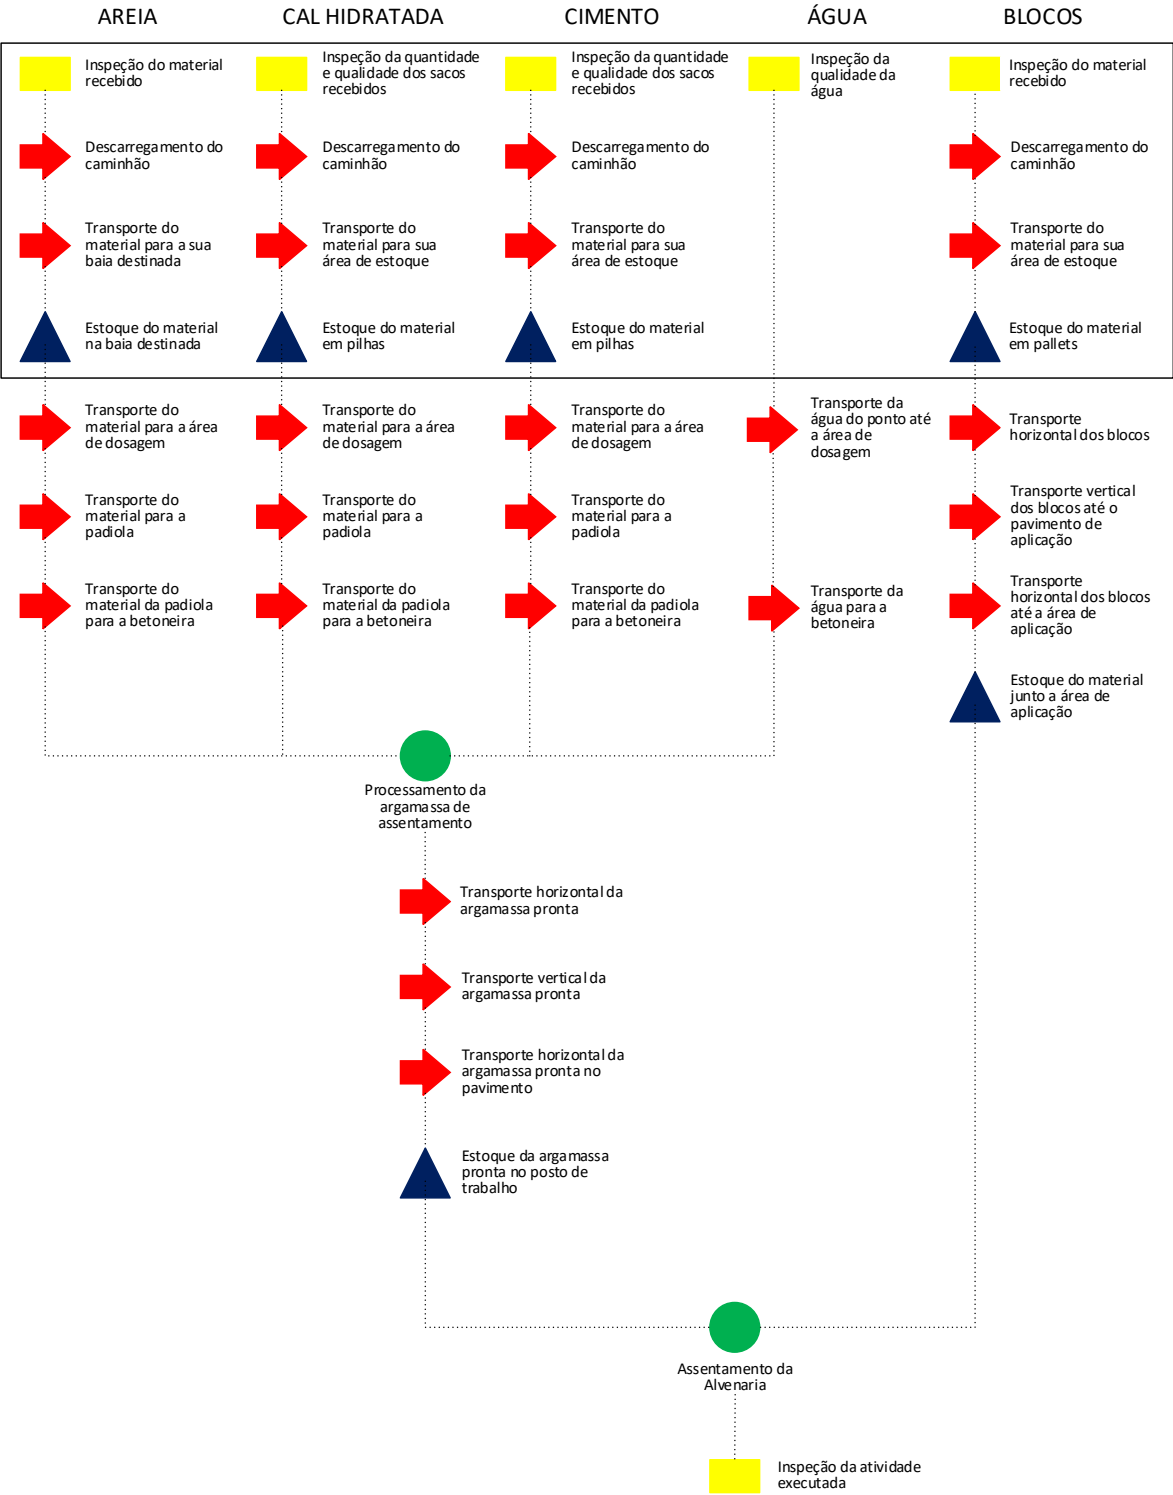 AREIA
CAL HIDRATADA
CIMENTO
ÁGUA
BLOCOS
Inspeção do material
recebido
Inspeção da quantidade
e qualidade dos sacos
recebidos
Inspeção da quantidade
e qualidade dos sacos
recebidos
Inspeção da
qualidade da
água
Inspeção do material
recebido
Descarregamento do
caminhão
Descarregamento do
caminhão
Descarregamento do
caminhão
Descarregamento do
caminhão
Transporte do
material para a sua
baia destinada
Transporte do
material para sua
área de estoque
Transporte do
material para sua
área de estoque
Transporte do
material para sua
área de estoque
Estoque do material
na baia destinada
Estoque do material
em pilhas
Estoque do material
em pilhas
Estoque do material
em pallets
Transporte do
material para a área
de dosagem
Transporte do
material para a área
de dosagem
Transporte do
material para a área
de dosagem
Transporte da
água do ponto até
a área de
dosagem
Transporte
horizontal dos blocos
Transporte do
material para a
padiola
Transporte do
material para a
padiola
Transporte do
material para a
padiola
Transporte vertical
dos blocos até o
pavimento de
aplicação
Transporte do
material da padiola
para a betoneira
Transporte do
material da padiola
para a betoneira
Transporte do
material da padiola
para a betoneira
Transporte da
água para a
betoneira
Transporte
horizontal dos blocos
até a área de
aplicação
Estoque do material
junto a área de
aplicação
Processamento da
argamassa de
assentamento
Transporte horizontal da
argamassa pronta
Transporte vertical da
argamassa pronta
Transporte horizontal da
argamassa pronta no
pavimento
Estoque da argamassa
pronta no posto de
trabalho
Assentamento da
Alvenaria
Inspeção da atividade
executada